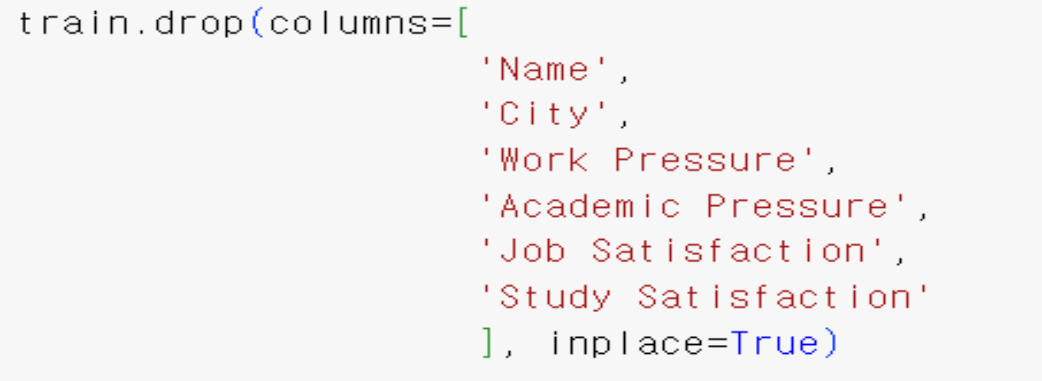 train.drop(columns=[
'Name',
'City',
'Work Pressure',
'Academic Pressure',
'Job Satisfaction',
'Study Satisfaction'
], inplace=True)